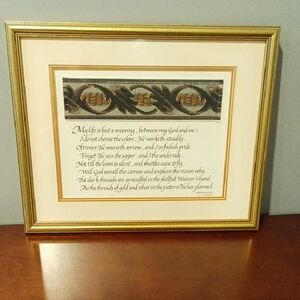 My life is but a weaving, between my God and me;
I do not choose the colors, He worketh steadily.
Ofttimes He weaveth sorrow, and I in foolish pride,
Forget He sees the upper, and I the underside.
Not till the loom is silent, and shuttles cease to fly,
Will God unroll the canvas and explain the reason why.
The dark threads are as needful in the skillful Weaver's hand,
As the threads of gold and silver in the pattern He has planned.